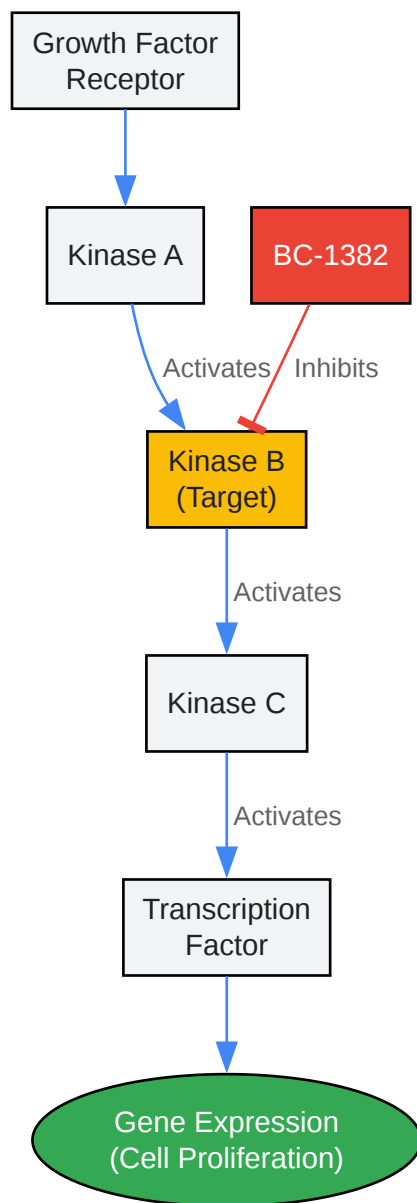 Growth Factor
Receptor
Kinase A
BC-1382
Activates
Inhibits
Kinase B
(Target)
Activates
Kinase C
Activates
Transcription
Factor
Gene Expression
(Cell Proliferation)